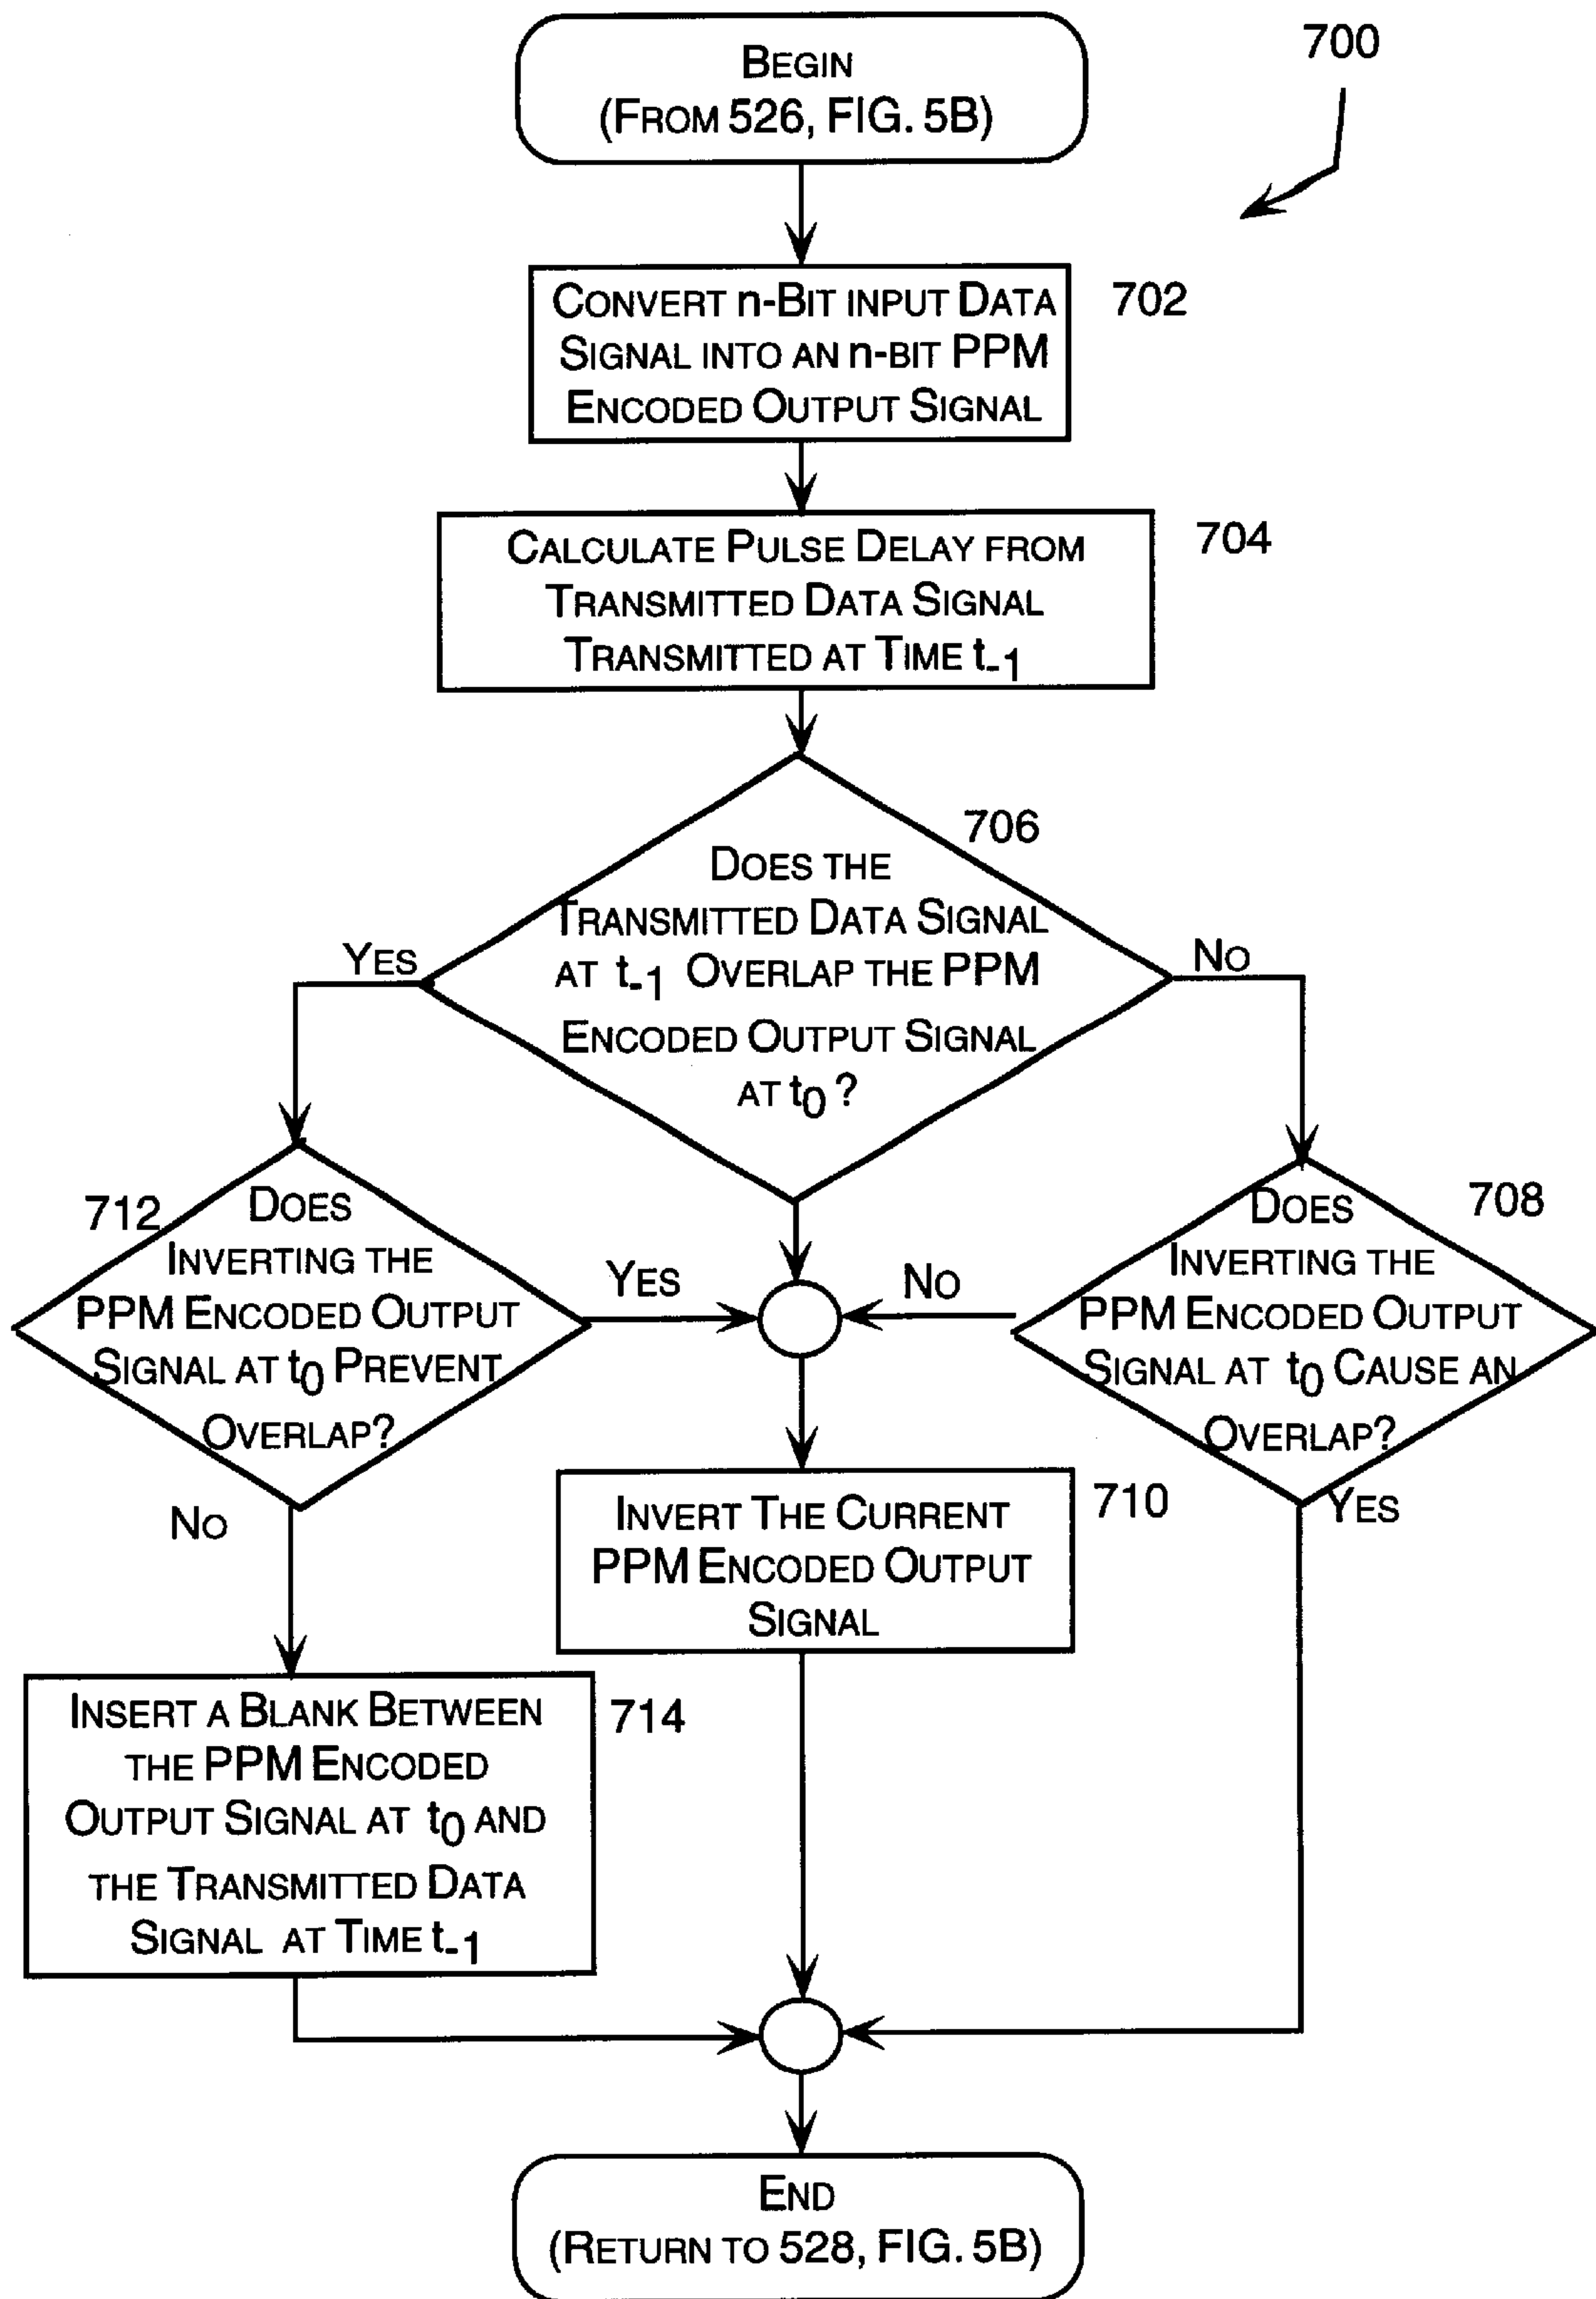 BEGIN
(FROM 526, FIG. 5B)
700
CONVERT n-BIT INPUT DATA
SIGNAL INTO AN n-BIT PPM
ENCODED OUTPUT SIGNAL
702
CALCULATE PULSE DELAY FROM
TRANSMITTED DATA SIGNAL
TRANSMITTED AT TIME t-1
704
706
DOES THE
TRANSMITTED DATA SIGNAL
AT t-1 OVERLAP THE PPM
ENCODED OUTPUT SIGNAL
AT t0 ?
YES
NO
712
DOES
INVERTING THE
PPM ENCODED OUTPUT
SIGNAL AT t0 PREVENT
OVERLAP?
YES
NO
708
DOES
INVERTING THE
PPM ENCODED OUTPUT
SIGNAL AT t0 CAUSE AN
OVERLAP?
NO
YES
INVERT THE CURRENT
PPM ENCODED OUTPUT
SIGNAL
710
INSERT A BLANK BETWEEN
THE PPM ENCODED
OUTPUT SIGNAL AT t0 AND
THE TRANSMITTED DATA
SIGNAL AT TIME t-1
714
END
(RETURN TO 528, FIG. 5B)